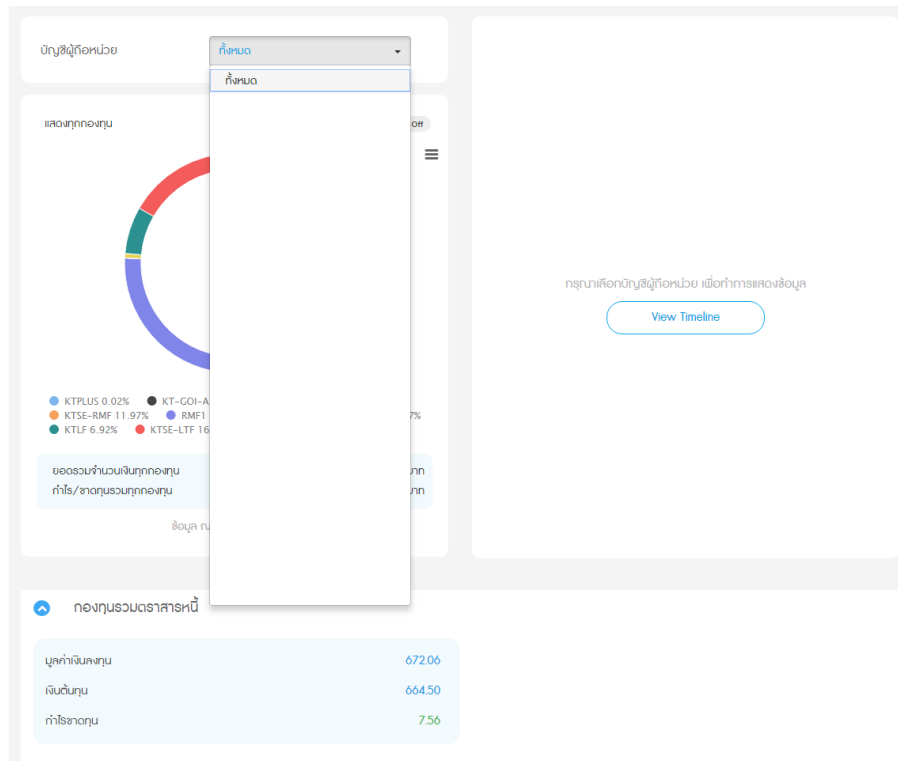 บัญชีผู้ถือหน่วย
ทั้งหมด
ทั้งหมด
แสดงทุกกองทุน
Off
กรุณาเลือกบัญชีผู้ถือหน่วย เพื่อทำการแสดงข้อมูล
View Timeline
KTPLUS 0.02% KT-GOI-A
KTSE-RMF 11.97% RMF1 7%
KTLF 6.92% KTSE-LTF 16
ยอดรวมจำนวนเงินทุกกองทุน
กำไร/ขาดทุนรวมทุกกองทุน
ข้อมูล ณ
กองทุนรวมตราสารหนี้
มูลค่าเงินลงทุน 672.06
เงินต้นทุน 664.50
กำไรขาดทุน 7.56